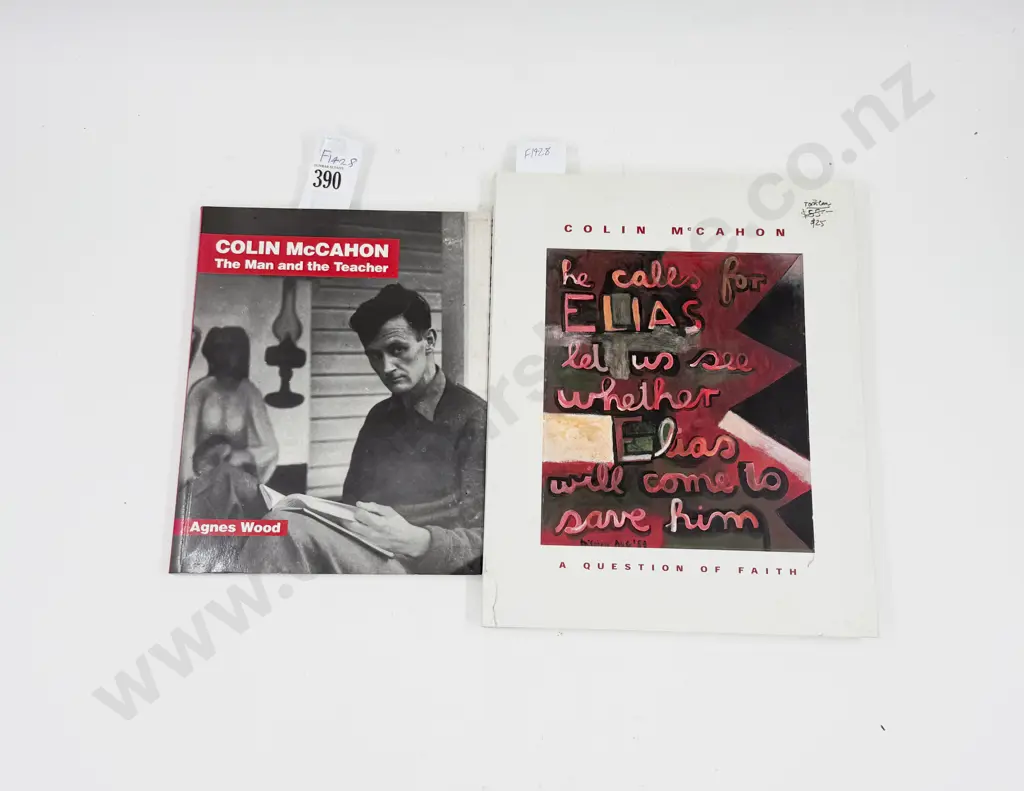 F1428
390
COLIN McCAHON
The Man and the Teacher
Agnes Wood
F1428
$25
COLIN McCAHON
he calls for
ELIAS
let us see
whether
Elias
will come to
save him
A QUESTION OF FAITH